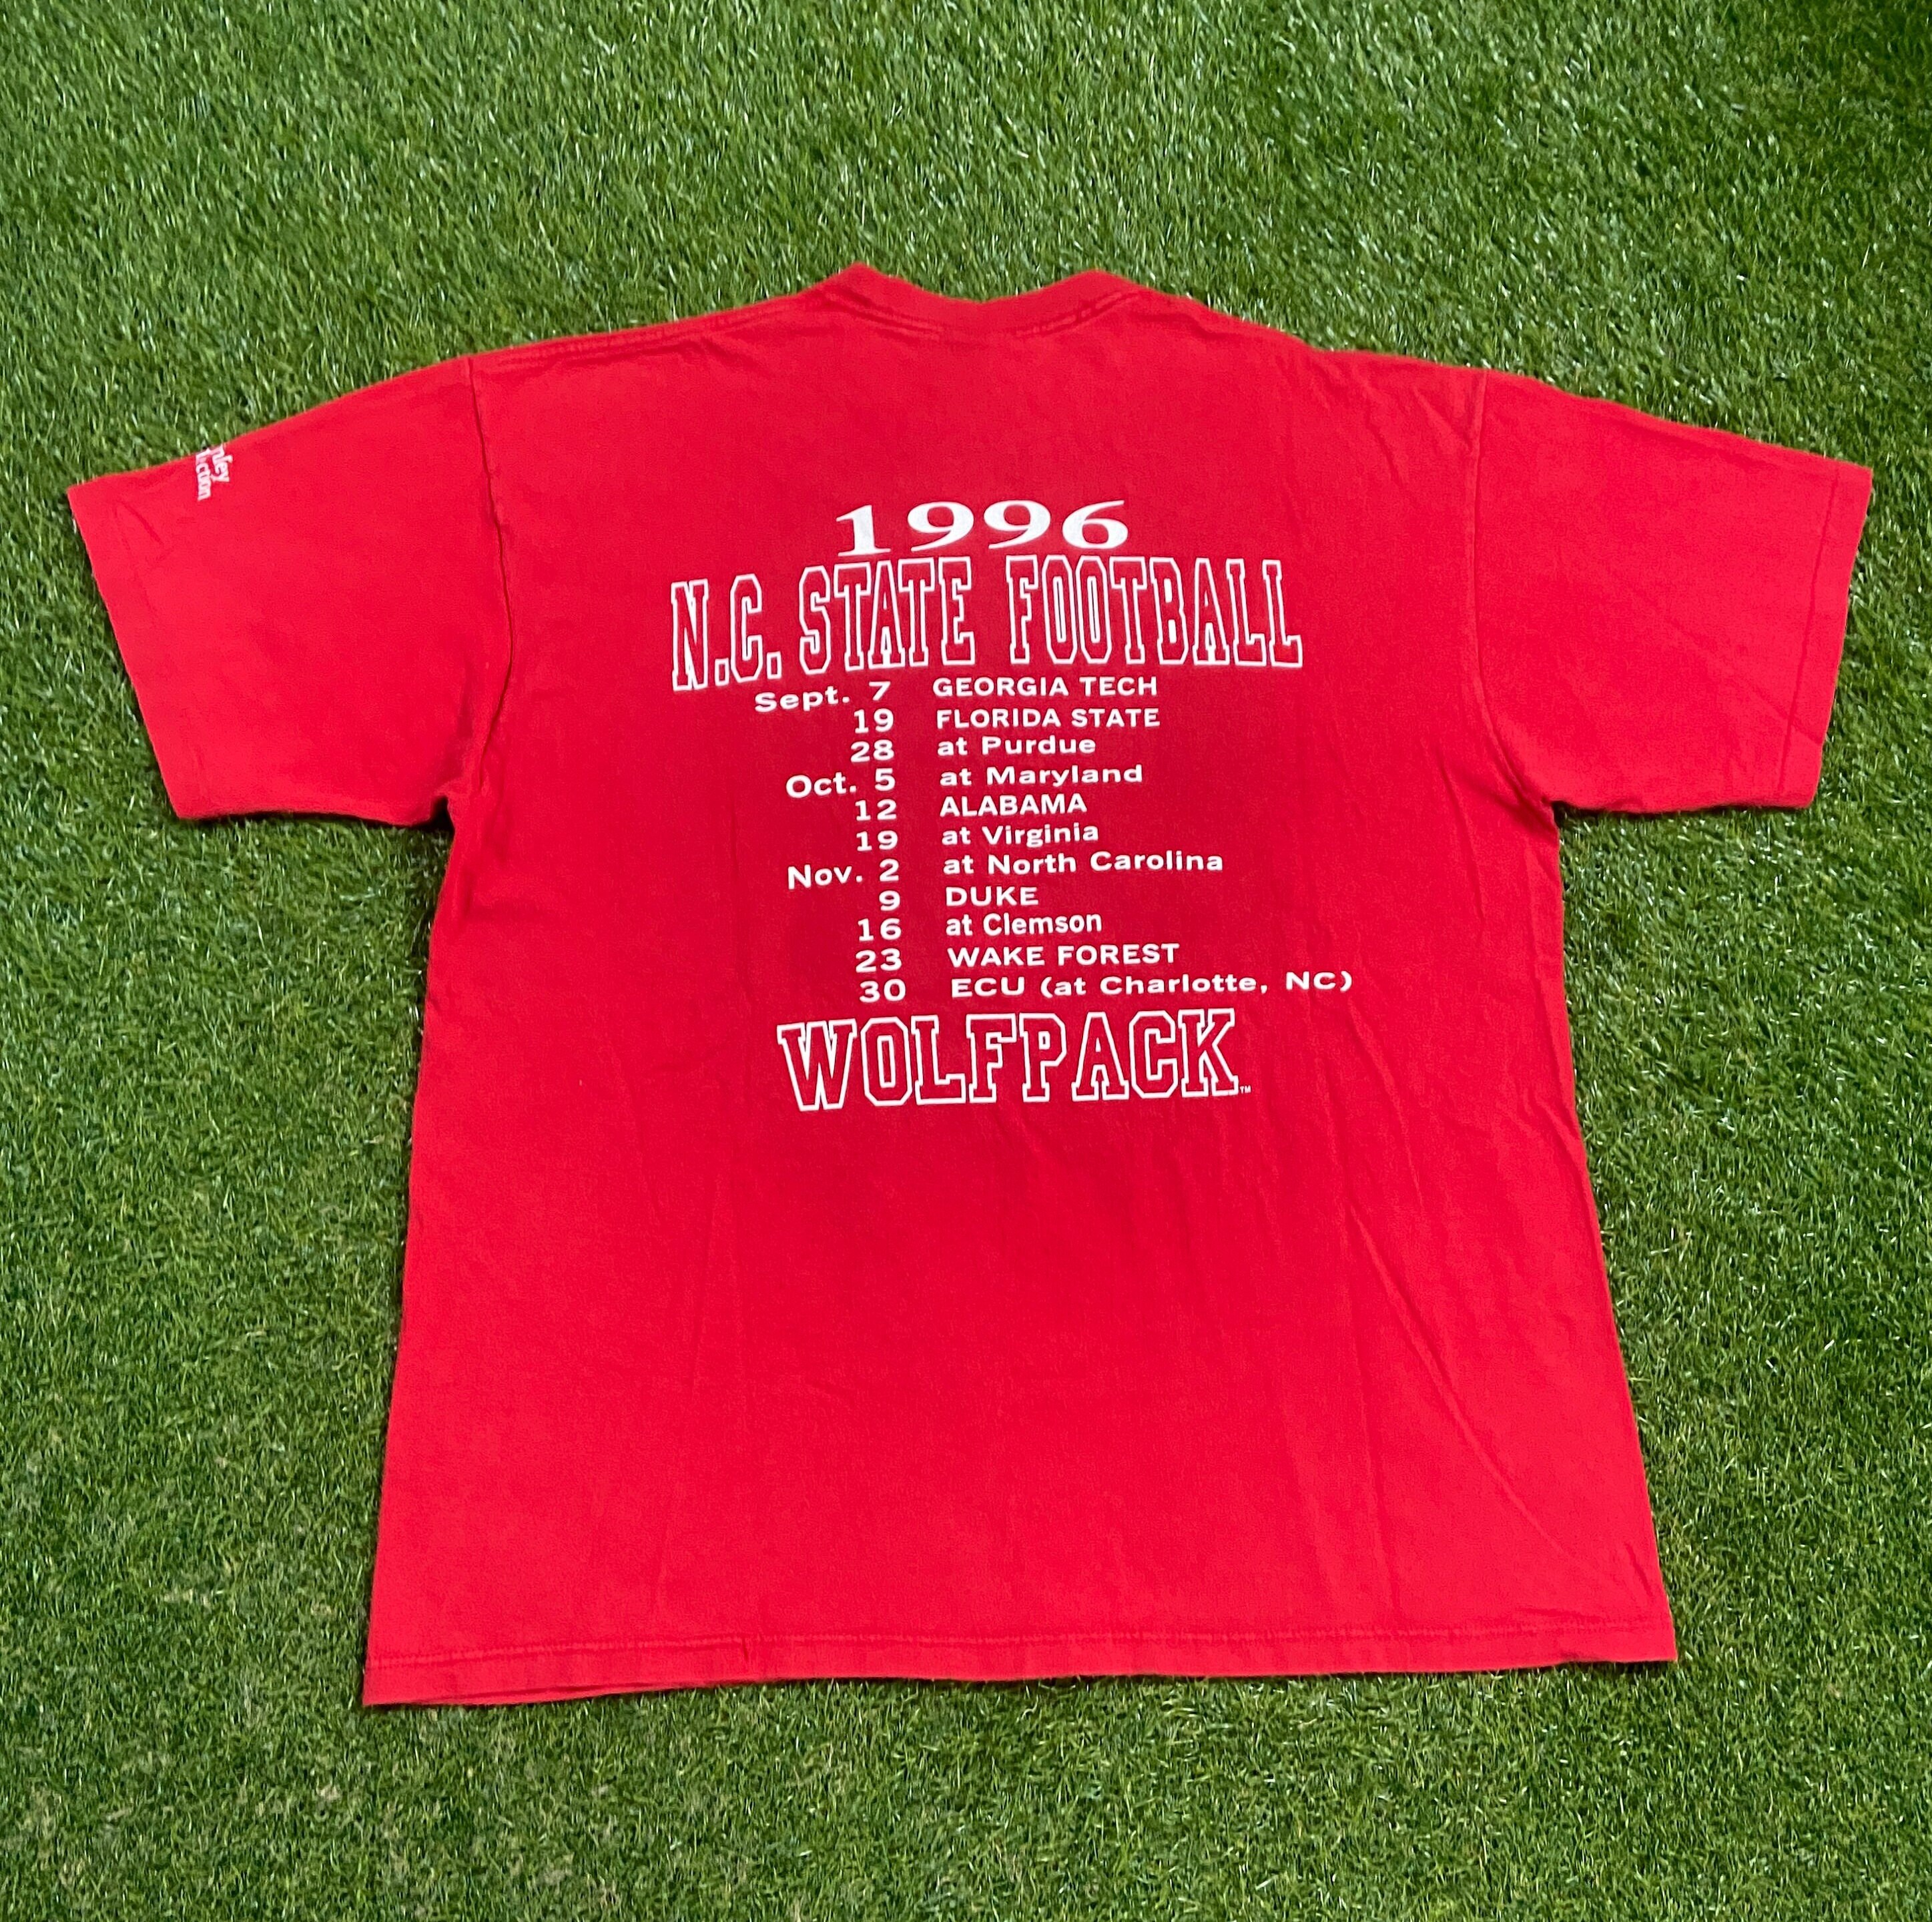 1996
N.C. STATE FOOTBALL
Sept. 7 GEORGIA TECH
19 FLORIDA STATE
28 at Purdue
Oct. 5 at Maryland
12 ALABAMA
19 at Virginia
Nov. 2 at North Carolina
9 DUKE
16 at Clemson
23 WAKE FOREST
30 ECU (at Charlotte, NC)
WOLFPACK™